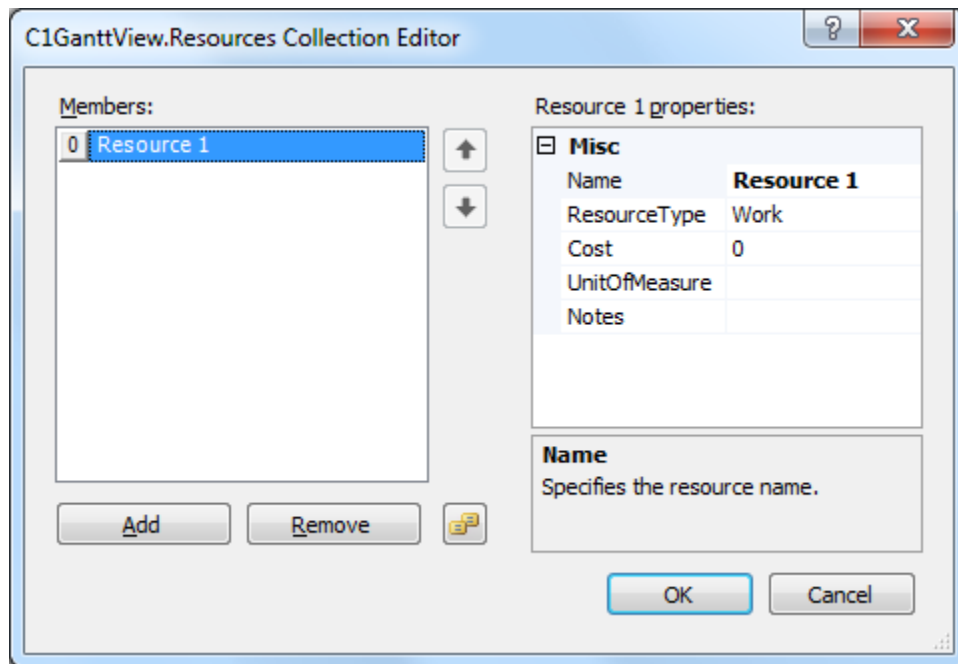 C1GanttView.Resources Collection Editor
Members:
0 Resource 1
Resource 1 properties:
Misc
Name Resource 1
ResourceType Work
Cost 0
UnitOfMeasure
Notes
Name
Specifies the resource name.
Add Remove
OK Cancel